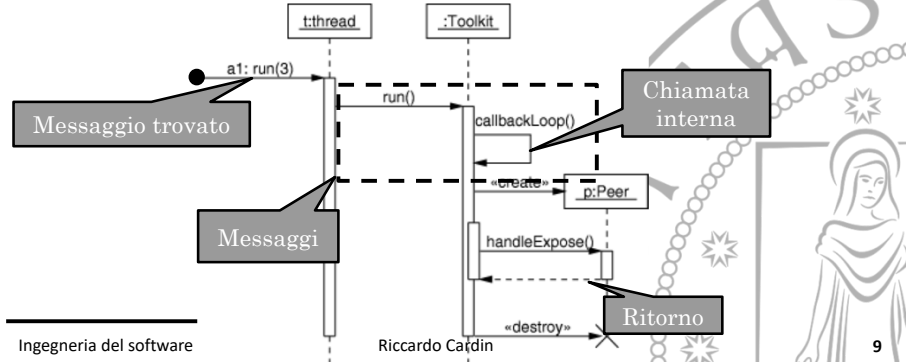 t:thread
:Toolkit
a1: run(3)
run()
Chiamata
interna
callbackLoop()
Messaggio trovato
«create»
p:Peer
Messaggi
handleExpose()
Ritorno
«destroy»
Ingegneria del software
Riccardo Cardin
9